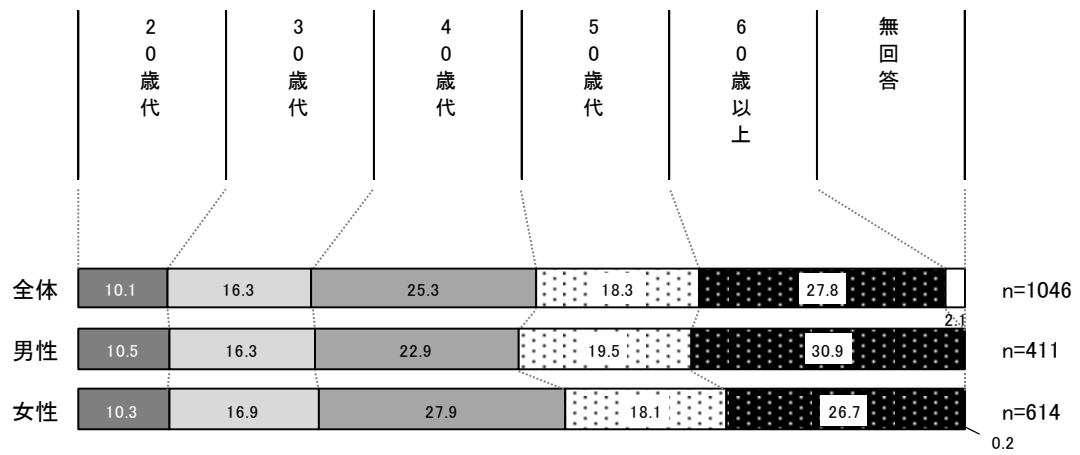 20歳代
30歳代
40歳代
50歳代
60歳以上
無回答
全体 10.1 16.3 25.3 18.3 27.8 2.1 n=1046
男性 10.5 16.3 22.9 19.5 30.9 n=411
女性 10.3 16.9 27.9 18.1 26.7 0.2 n=614